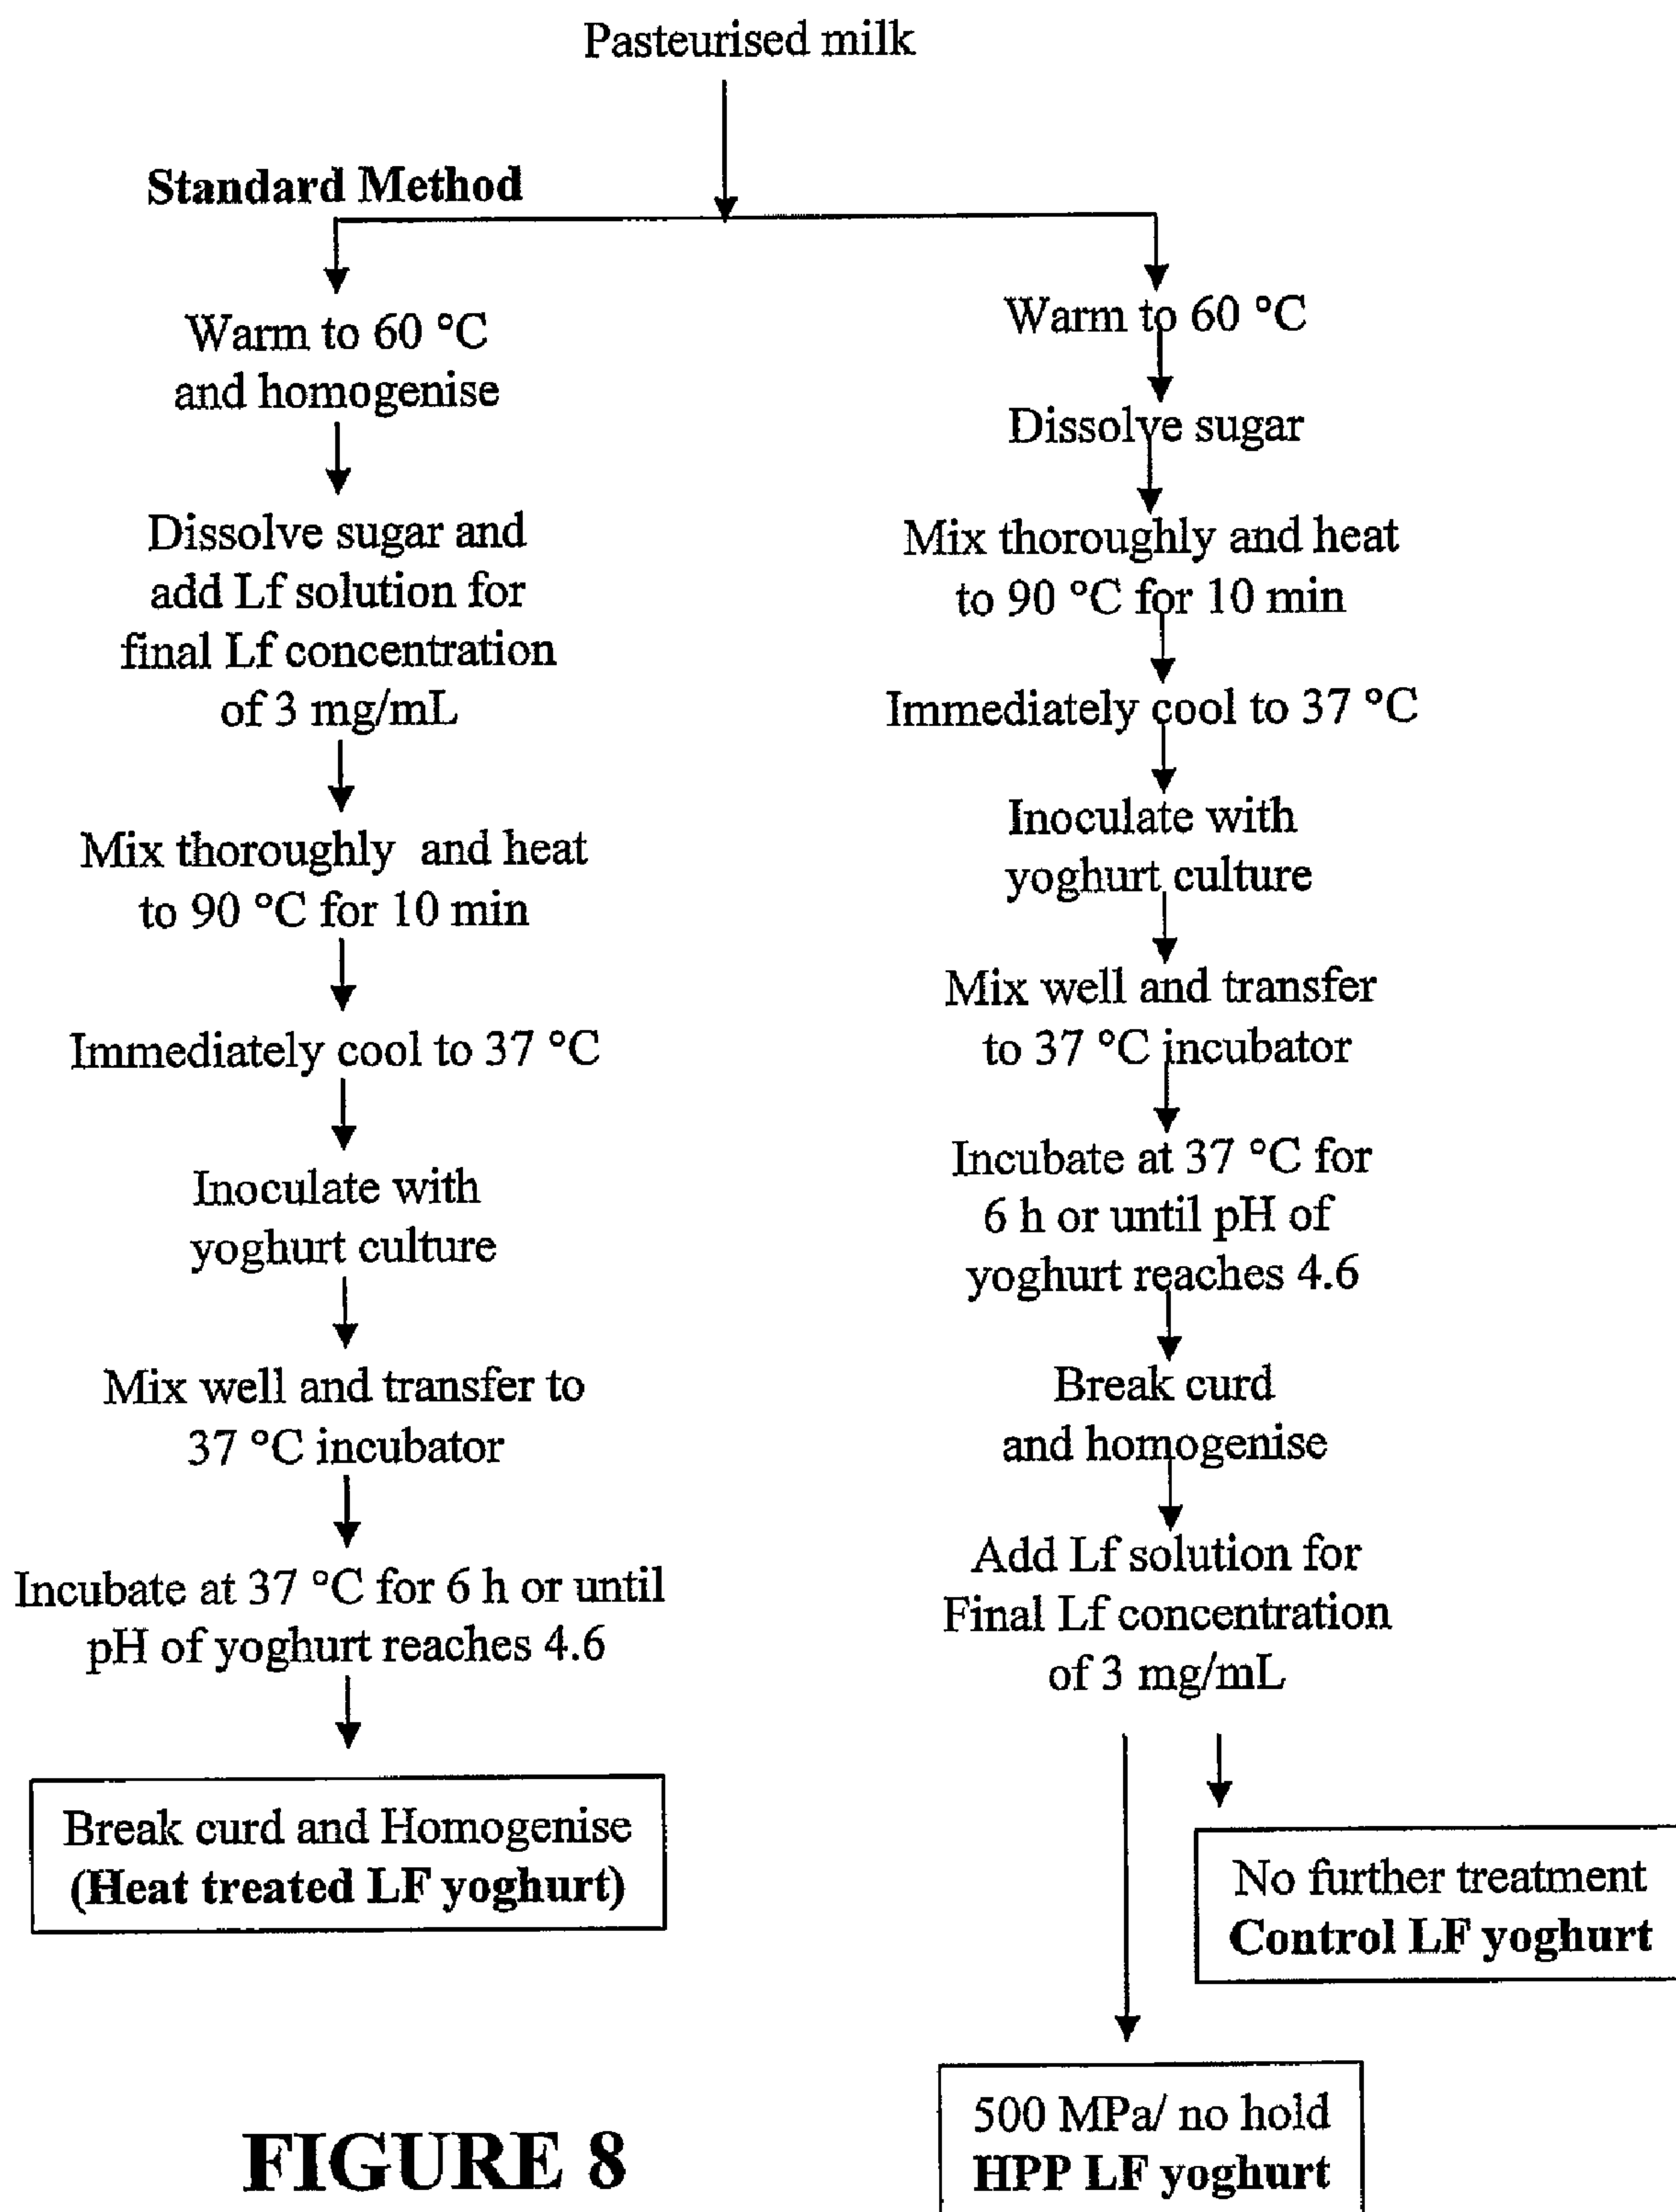 Pasteurised milk
Standard Method
Warm to 60 °C
and homogenise
Dissolve sugar and
add Lf solution for
final Lf concentration
of 3 mg/mL
Mix thoroughly and heat
to 90 °C for 10 min
Immediately cool to 37 °C
Inoculate with
yoghurt culture
Mix well and transfer to
37 °C incubator
Incubate at 37 °C for 6 h or until
pH of yoghurt reaches 4.6
Break curd and Homogenise
(Heat treated LF yoghurt)
Warm to 60 °C
Dissolve sugar
Mix thoroughly and heat
to 90 °C for 10 min
Immediately cool to 37 °C
Inoculate with
yoghurt culture
Mix well and transfer
to 37 °C incubator
Incubate at 37 °C for
6 h or until pH of
yoghurt reaches 4.6
Break curd
and homogenise
Add Lf solution for
Final Lf concentration
of 3 mg/mL
No further treatment
Control LF yoghurt
500 MPa/ no hold
HPP LF yoghurt
FIGURE 8